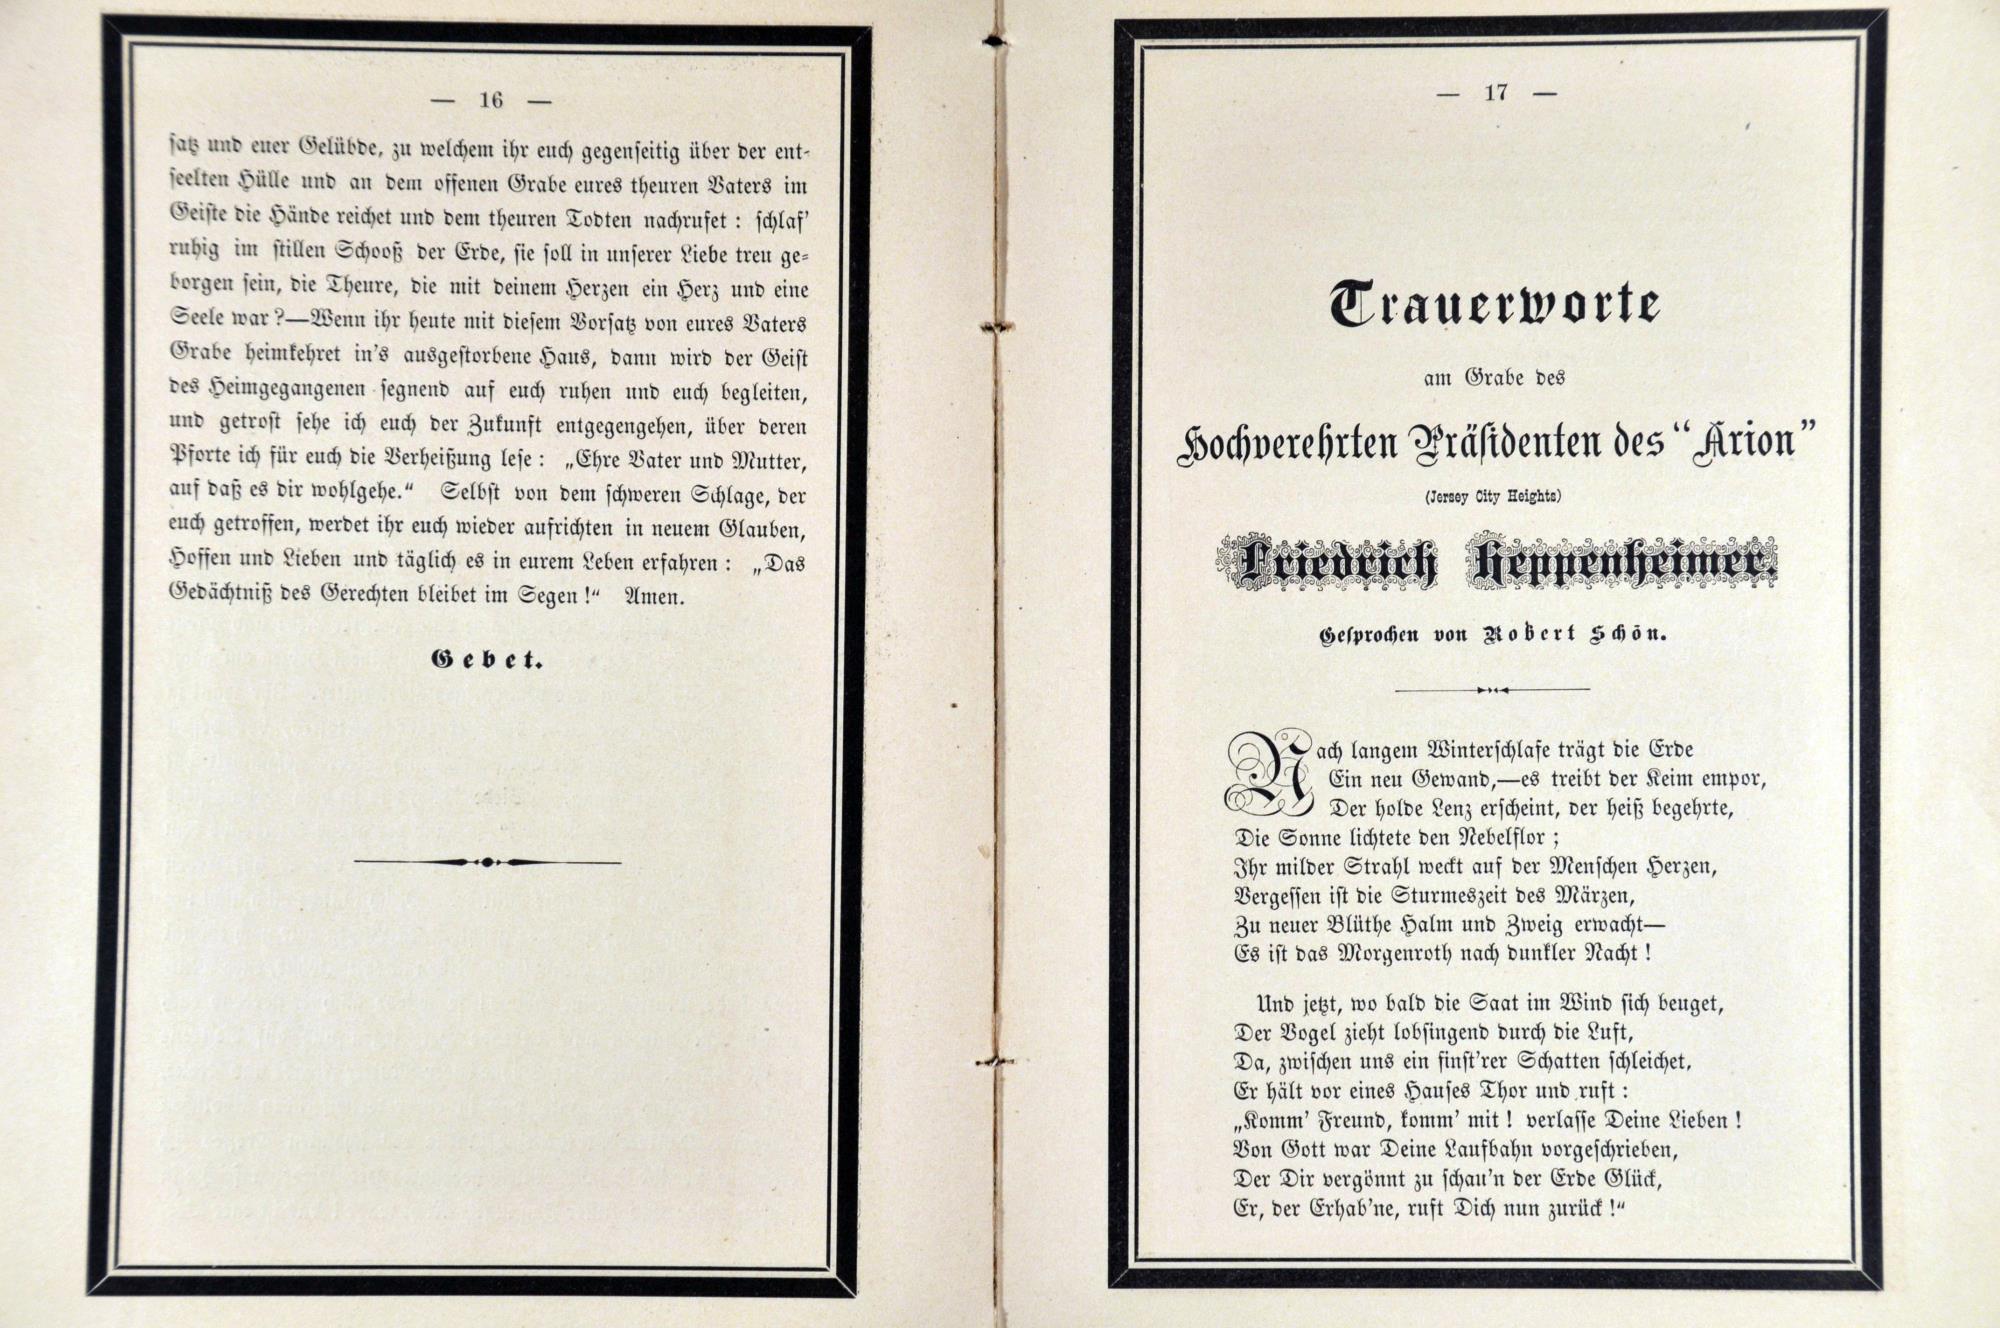 — 16 —
satz und euer Gelübde, zu welchem ihr euch gegenseitig über der ent-
seelten Hülle und an dem offenen Grabe eures theuren Vaters im
Geiste die Hände reichet und dem theuren Todten nachrufet : schlaf'
ruhig im stillen Schooß der Erde, sie soll in unserer Liebe treu ge-
borgen sein, die Theure, die mit deinem Herzen ein Herz und eine
Seele war ?—Wenn ihr heute mit diesem Vorsatz von eures Vaters
Grabe heimkehret in's ausgestorbene Haus, dann wird der Geist
des Heimgegangenen segnend auf euch ruhen und euch begleiten,
und getrost sehe ich euch der Zukunft entgegengehen, über deren
Pforte ich für euch die Verheißung lese : „Ehre Vater und Mutter,
auf daß es dir wohlgehe.“ Selbst von dem schweren Schlage, der
euch getroffen, werdet ihr euch wieder aufrichten in neuem Glauben,
Hoffen und Lieben und täglich es in eurem Leben erfahren : „Das
Gedächtniß des Gerechten bleibet im Segen !“ Amen.
Gebet.
— 17 —
Trauerworte
am Grabe des
Hochverehrten Präsidenten des “Arion”
(Jersey City Heights)
Friedrich Heppenheimer.
Gesprochen von Robert Schön.
Nach langem Winterschlafe trägt die Erde
Ein neu Gewand,—es treibt der Keim empor,
Der holde Lenz erscheint, der heiß begehrte,
Die Sonne lichtete den Nebelflor ;
Ihr milder Strahl weckt auf der Menschen Herzen,
Vergessen ist die Sturmeszeit des Märzen,
Zu neuer Blüthe Halm und Zweig erwacht—
Es ist das Morgenroth nach dunkler Nacht !
Und jetzt, wo bald die Saat im Wind sich beuget,
Der Vogel zieht lobsingend durch die Luft,
Da, zwischen uns ein finst'rer Schatten schleichet,
Er hält vor eines Hauses Thor und ruft :
„Komm' Freund, komm' mit ! verlasse Deine Lieben !
Von Gott war Deine Laufbahn vorgeschrieben,
Der Dir vergönnt zu schau'n der Erde Glück,
Er, der Erhab'ne, ruft Dich nun zurück !“